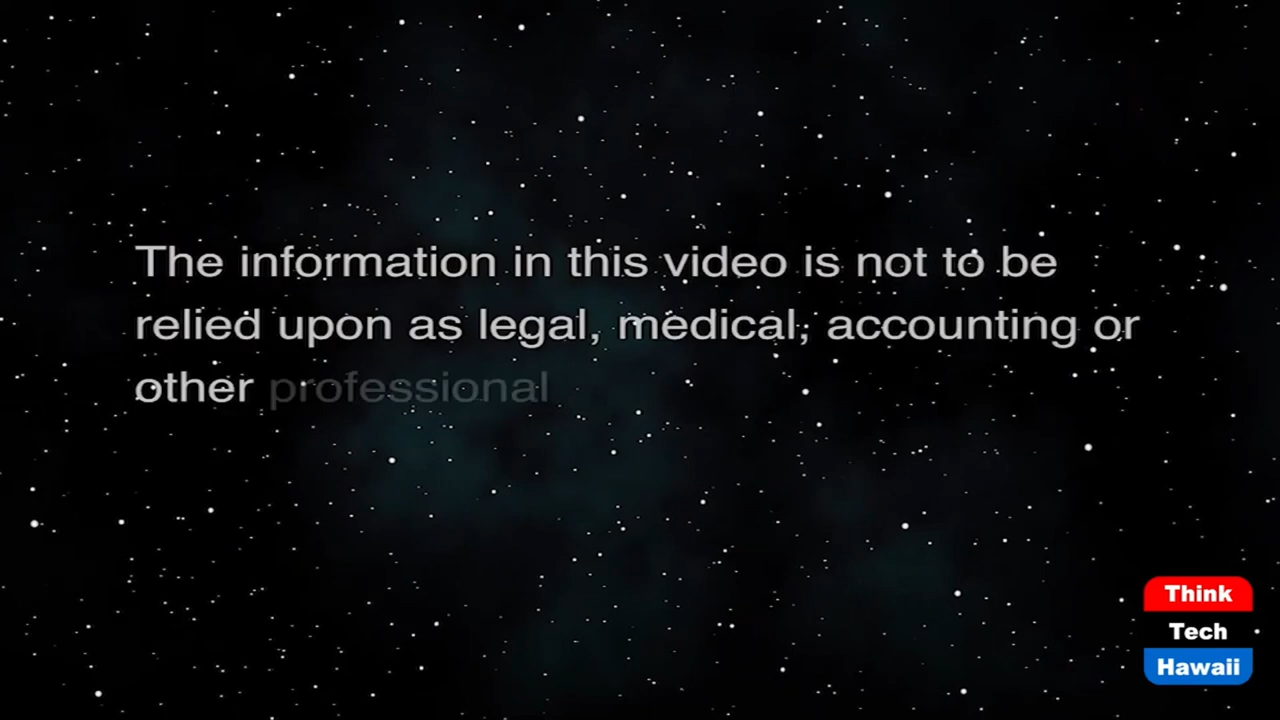 The information in this video is not to be
relied upon as legal, medical, accounting or
other professional
Think
Tech
Hawaii